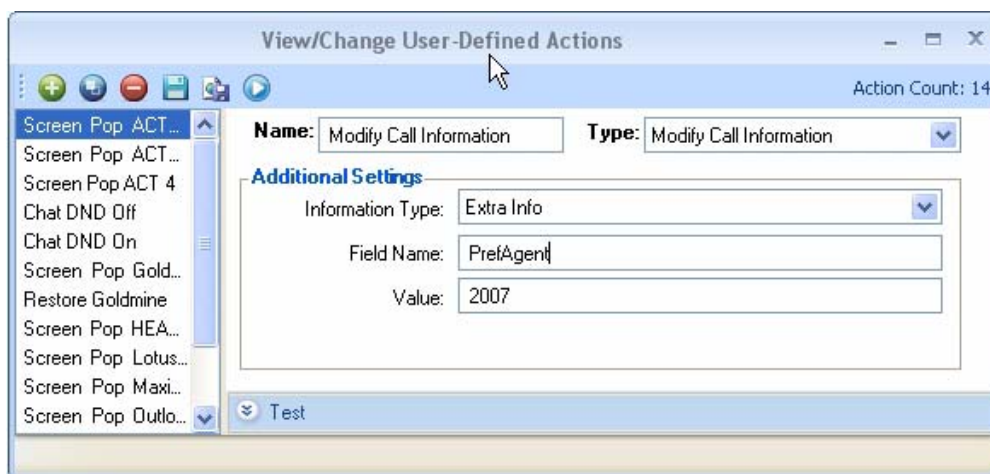 View/Change User-Defined Actions
Action Count: 14
Screen Pop ACT...
Screen Pop ACT...
Screen Pop ACT 4
Chat DND Off
Chat DND On
Screen Pop Gold...
Restore Goldmine
Screen Pop HEA...
Screen Pop Lotus...
Screen Pop Maxi...
Screen Pop Outlo...
Name: Modify Call Information Type: Modify Call Information
Additional Settings
Information Type: Extra Info
Field Name: PrefAgent
Value: 2007
Test